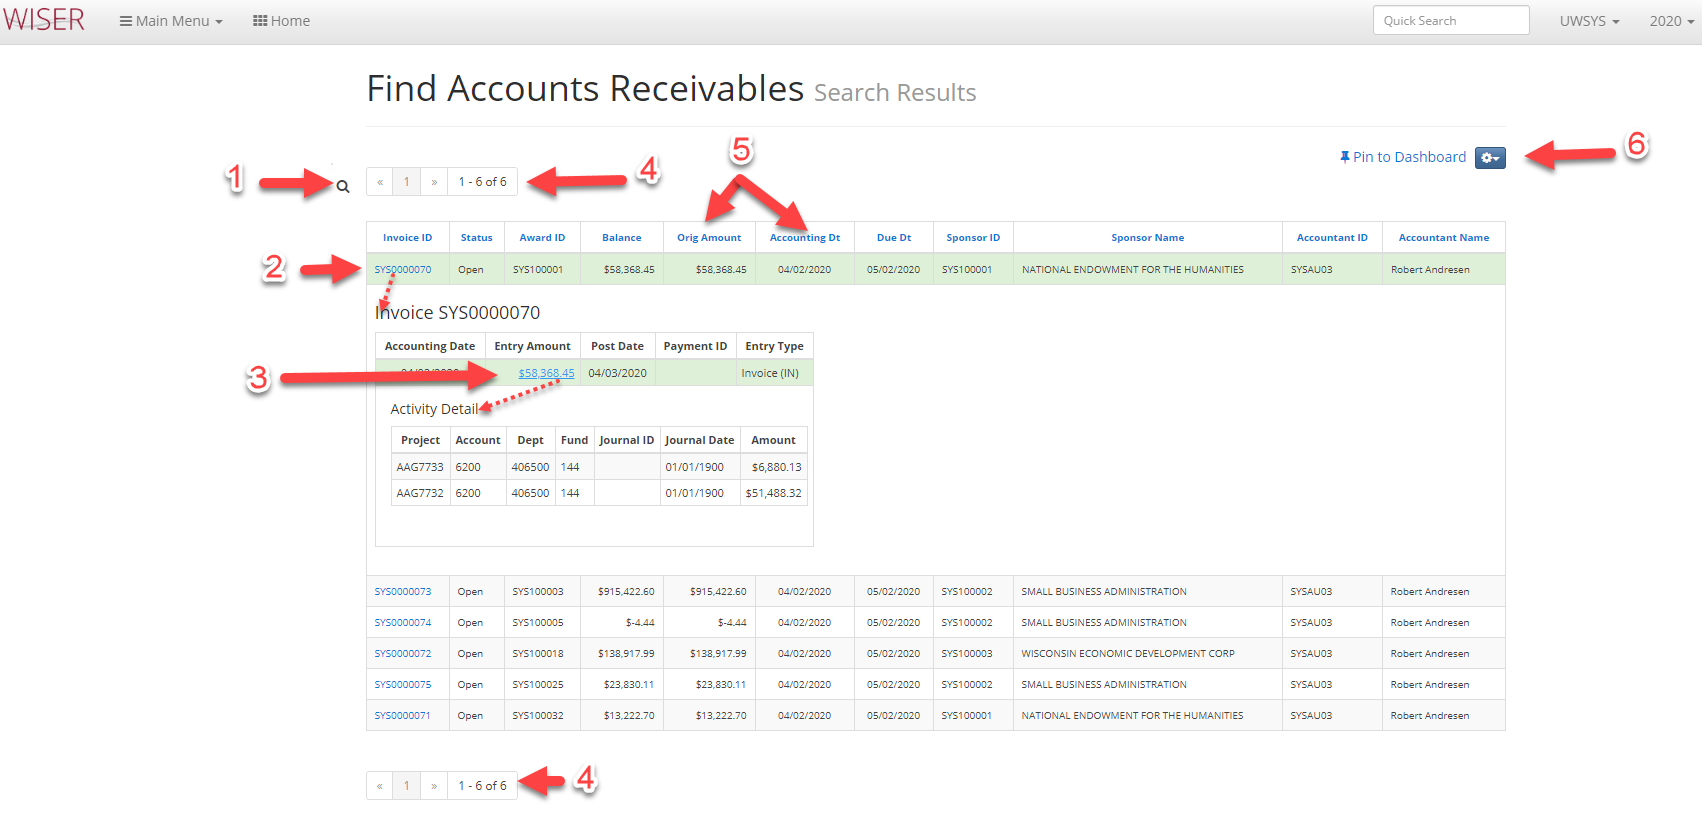 WISER Main Menu Home Quick Search UWSYS 2020
Find Accounts Receivables Search Results
5
6
Pin to Dashboard
1
« 1 » 1 - 6 of 6
4
Invoice ID Status Award ID Balance Orig Amount Accounting Dt Due Dt Sponsor ID Sponsor Name Accountant ID Accountant Name
2
SYS0000070 Open SYS100001 $58,368.45 $58,368.45 04/02/2020 05/02/2020 SYS100001 NATIONAL ENDOWMENT FOR THE HUMANITIES SYSAU03 Robert Andresen
Invoice SYS0000070
Accounting Date Entry Amount Post Date Payment ID Entry Type
3
04/02/2020 $58,368.45 04/03/2020 Invoice (IN)
Activity Detail
Project Account Dept Fund Journal ID Journal Date Amount
AAG7733 6200 406500 144 01/01/1900 $6,880.13
AAG7732 6200 406500 144 01/01/1900 $51,488.32
SYS0000073 Open SYS100003 $915,422.60 $915,422.60 04/02/2020 05/02/2020 SYS100002 SMALL BUSINESS ADMINISTRATION SYSAU03 Robert Andresen
SYS0000074 Open SYS100005 $-4.44 $-4.44 04/02/2020 05/02/2020 SYS100002 SMALL BUSINESS ADMINISTRATION SYSAU03 Robert Andresen
SYS0000072 Open SYS100018 $138,917.99 $138,917.99 04/02/2020 05/02/2020 SYS100003 WISCONSIN ECONOMIC DEVELOPMENT CORP SYSAU03 Robert Andresen
SYS0000075 Open SYS100025 $23,830.11 $23,830.11 04/02/2020 05/02/2020 SYS100002 SMALL BUSINESS ADMINISTRATION SYSAU03 Robert Andresen
SYS0000071 Open SYS100032 $13,222.70 $13,222.70 04/02/2020 05/02/2020 SYS100001 NATIONAL ENDOWMENT FOR THE HUMANITIES SYSAU03 Robert Andresen
« 1 » 1 - 6 of 6
4